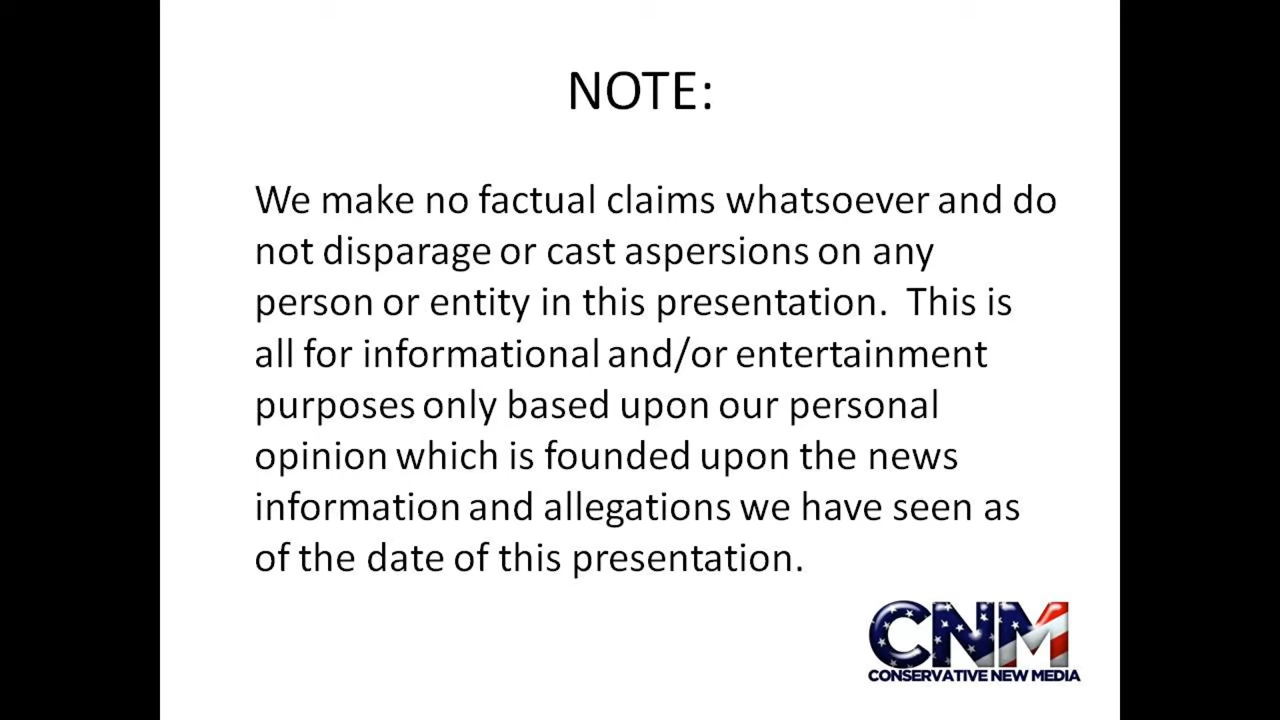 NOTE:
We make no factual claims whatsoever and do
not disparage or cast aspersions on any
person or entity in this presentation.  This is
all for informational and/or entertainment
purposes only based upon our personal
opinion which is founded upon the news
information and allegations we have seen as
of the date of this presentation.
CNM
CONSERVATIVE NEW MEDIA